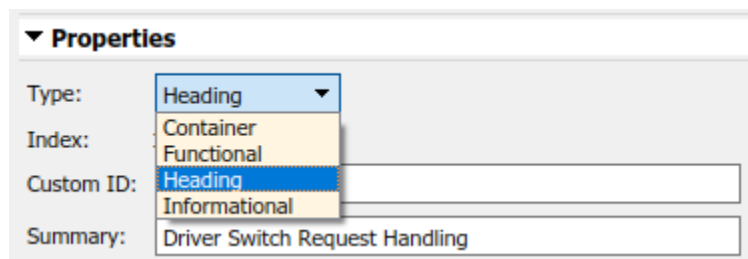 Properties
Type: Heading
Container
Index:
Functional
Custom ID: Heading
Informational
Summary: Driver Switch Request Handling